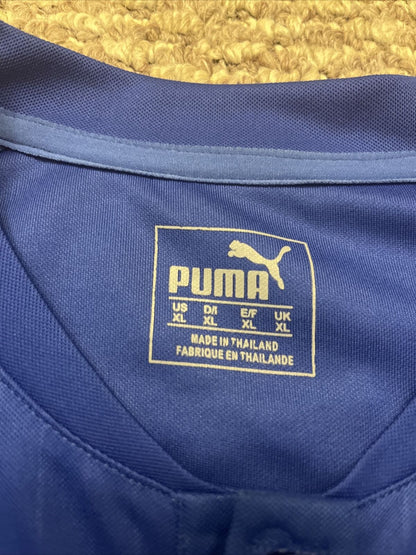 PUMA
US D/I E/F UK
XL XL XL XL
MADE IN THAILAND
FABRIQUE EN THAILANDE